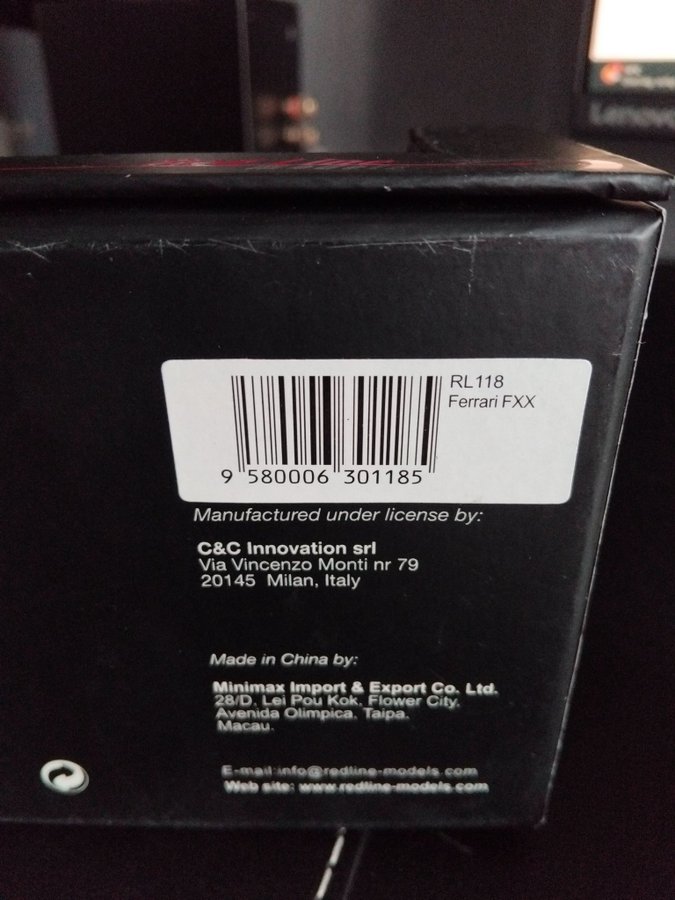 Lenovo
RL118
Ferrari FXX
9 580006 301185
Manufactured under license by:
C&C Innovation srl
Via Vincenzo Monti nr 79
20145 Milan, Italy
Made in China by:
Minimax Import & Export Co. Ltd.
28/D, Lei Pou Kok, Flower City,
Avenida Olimpica, Taipa,
Macau.
E-mail:info@redline-models.com
Web site: www.redline-models.com